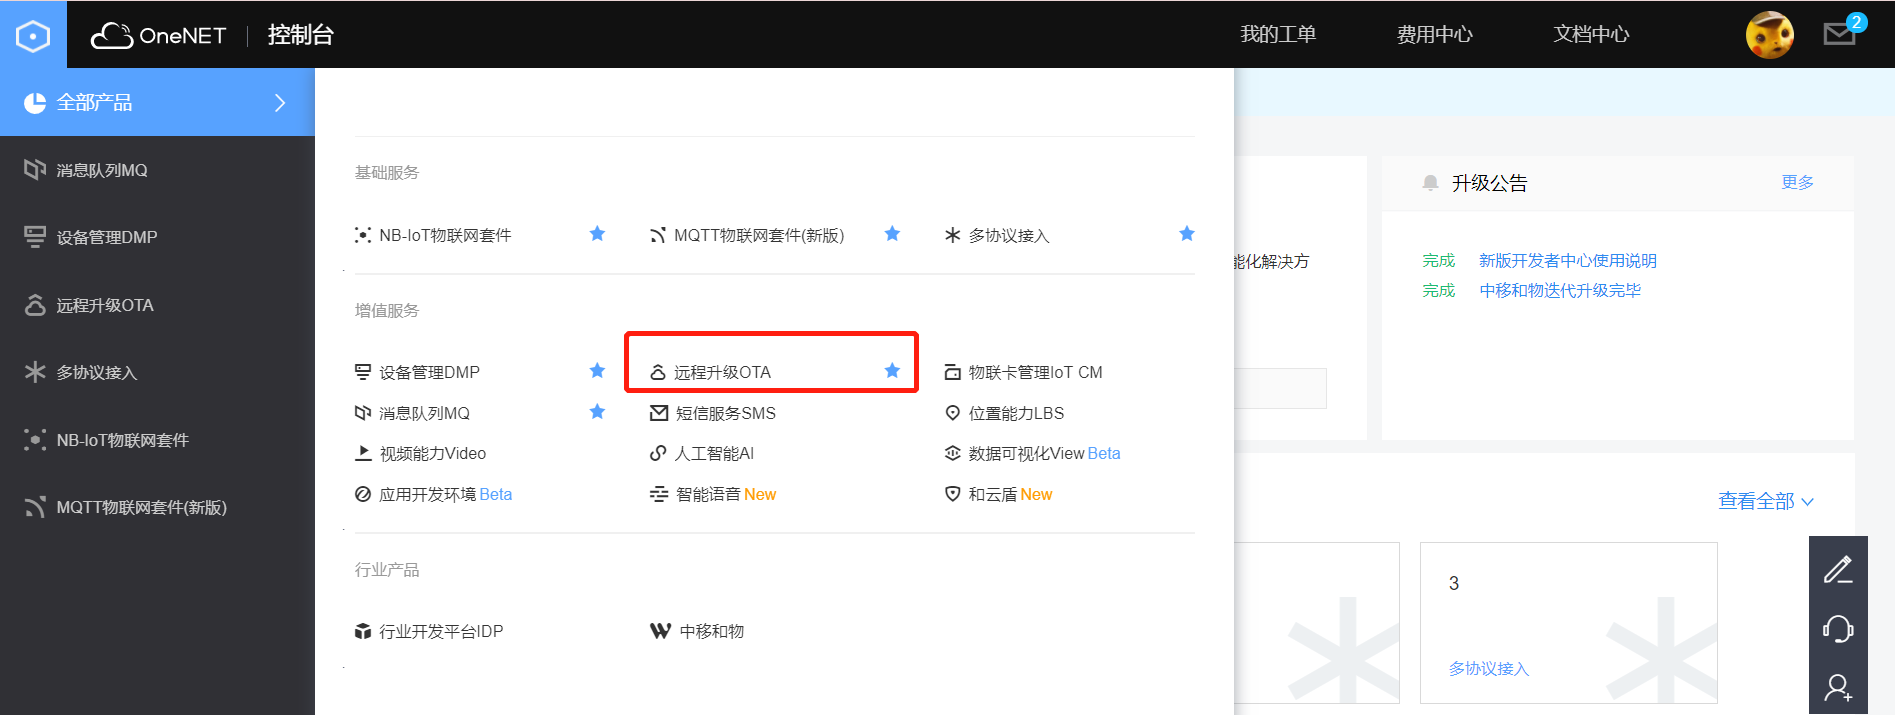 OneNET 控制台 我的工单 费用中心 文档中心 2
全部产品
消息队列MQ
设备管理DMP
远程升级OTA
多协议接入
NB-IoT物联网套件
MQTT物联网套件(新版)
基础服务
NB-IoT物联网套件 MQTT物联网套件(新版) 多协议接入
增值服务
设备管理DMP 远程升级OTA 物联卡管理IoT CM
消息队列MQ 短信服务SMS 位置能力LBS
视频能力Video 人工智能AI 数据可视化View Beta
应用开发环境 Beta 智能语音 New 和云盾 New
行业产品
行业开发平台IDP 中移和物
能化解决方
升级公告 更多
完成 新版开发者中心使用说明
完成 中移和物迭代升级完毕
查看全部
3
多协议接入